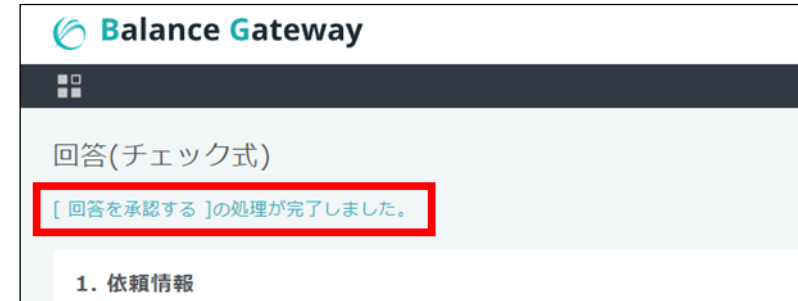 Balance Gateway
回答(チェック式)
[ 回答を承認する ]の処理が完了しました。
1. 依頼情報